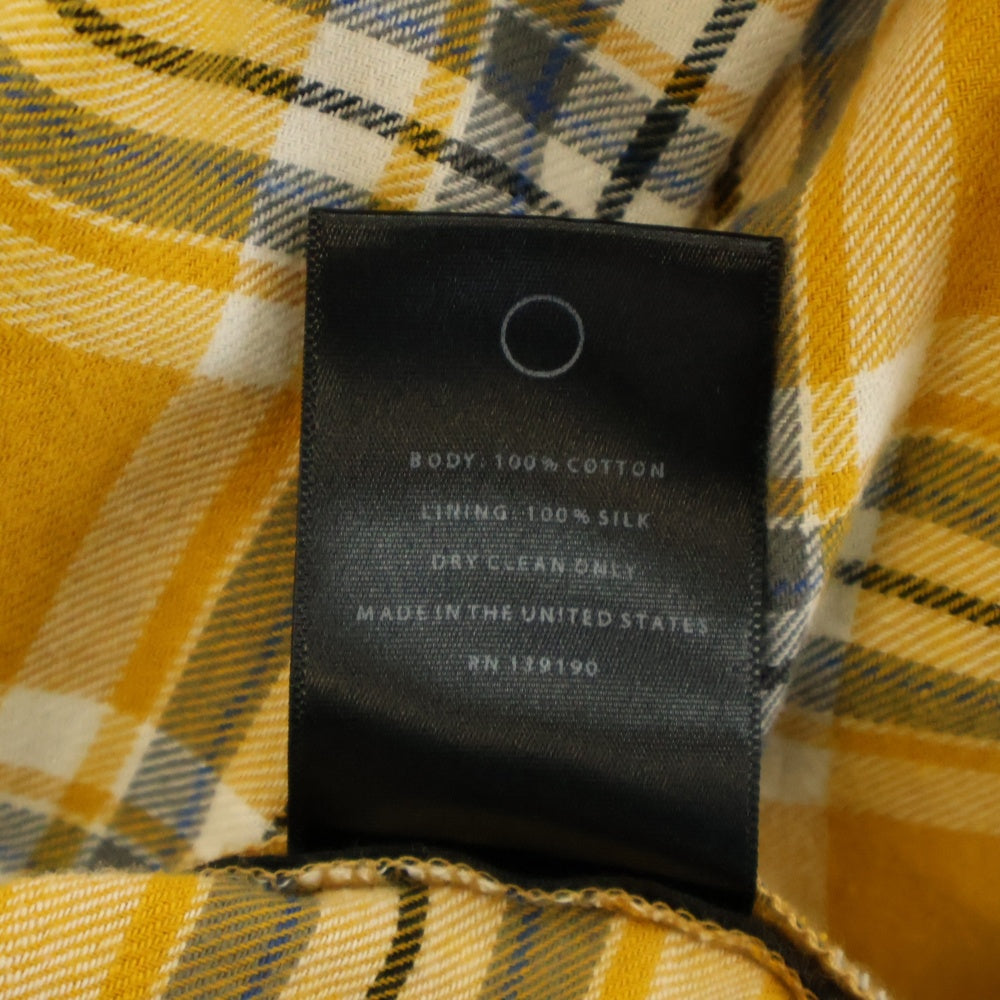 BODY: 100% COTTON
LINING: 100% SILK
DRY CLEAN ONLY
MADE IN THE UNITED STATES
RN 139190